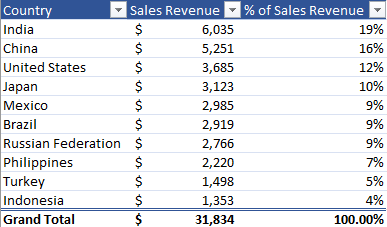 Country Sales Revenue % of Sales Revenue
India $ 6,035 19%
China $ 5,251 16%
United States $ 3,685 12%
Japan $ 3,123 10%
Mexico $ 2,985 9%
Brazil $ 2,919 9%
Russian Federation $ 2,766 9%
Philippines $ 2,220 7%
Turkey $ 1,498 5%
Indonesia $ 1,353 4%
Grand Total $ 31,834 100.00%